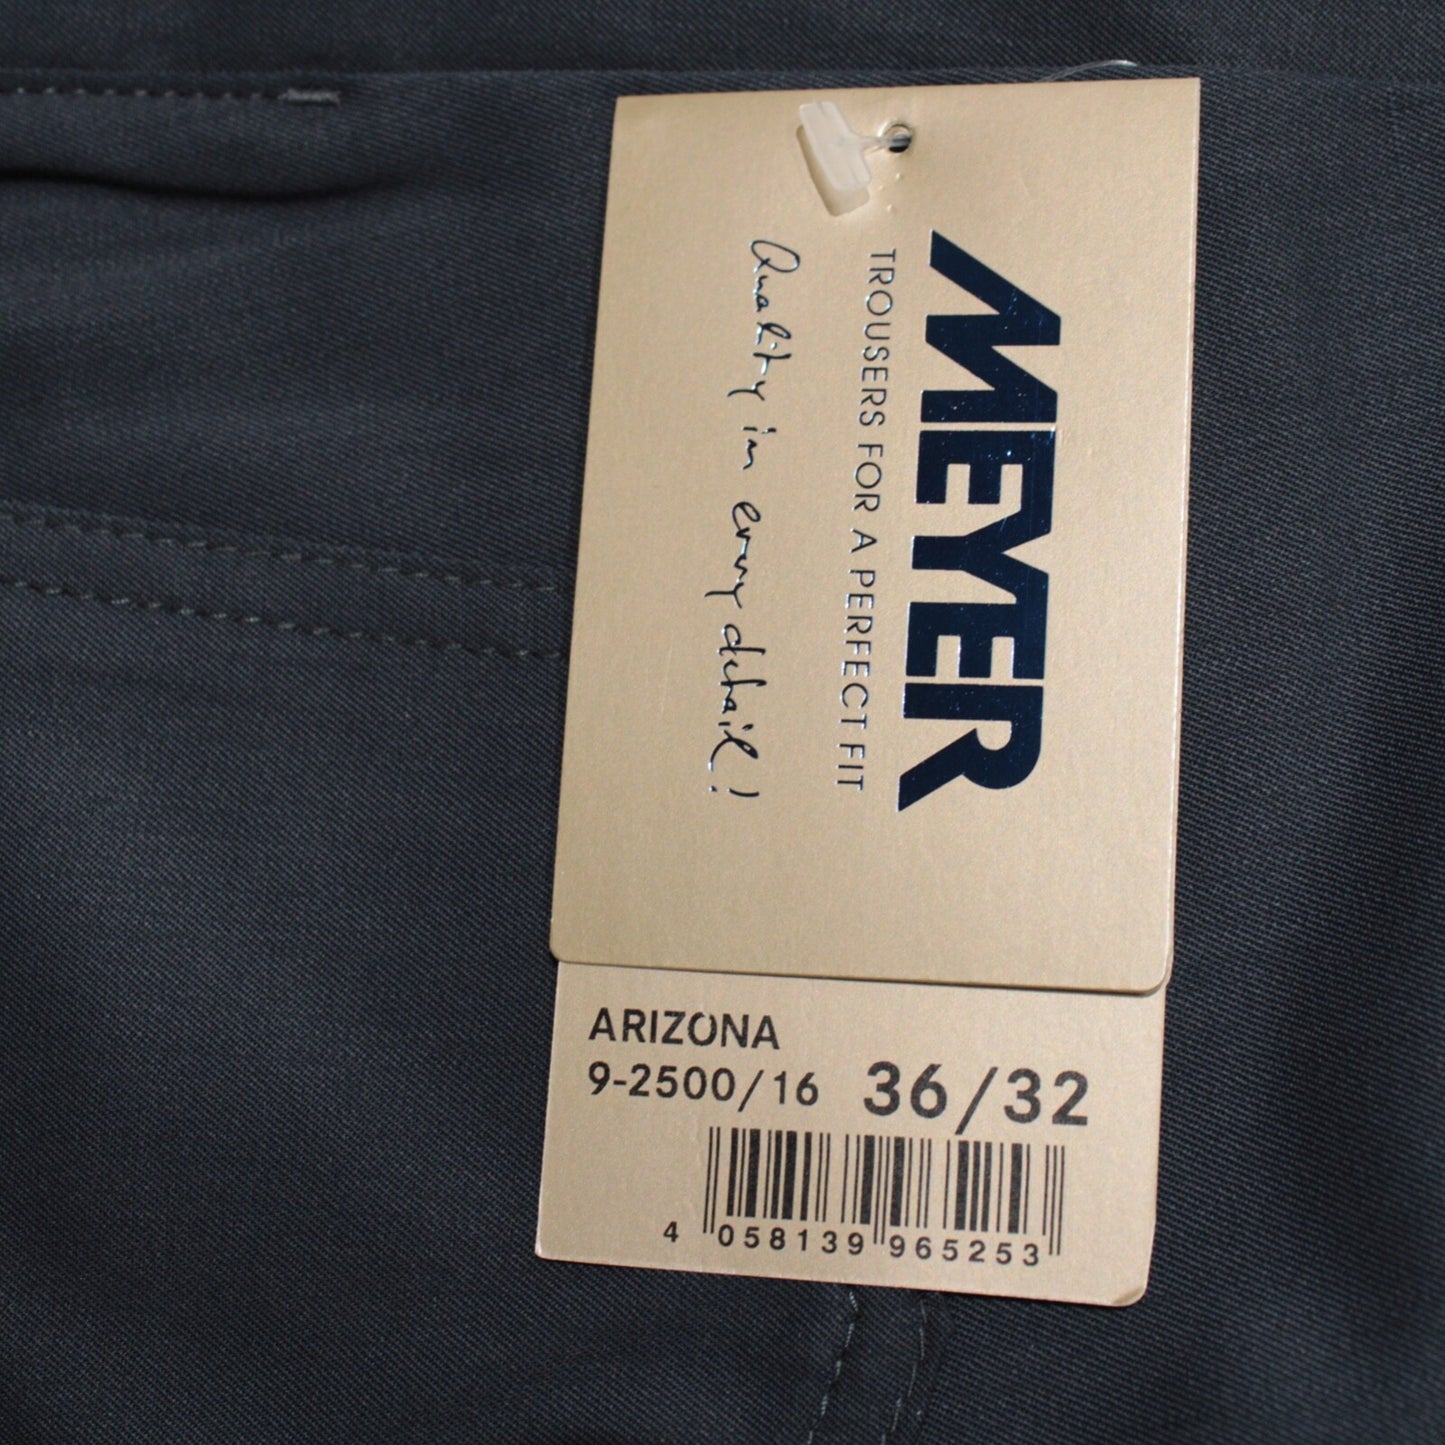 MEYER
TROUSERS FOR A PERFECT FIT
Quality in every detail!
ARIZONA
9-2500/16 36/32
4 058139 965253